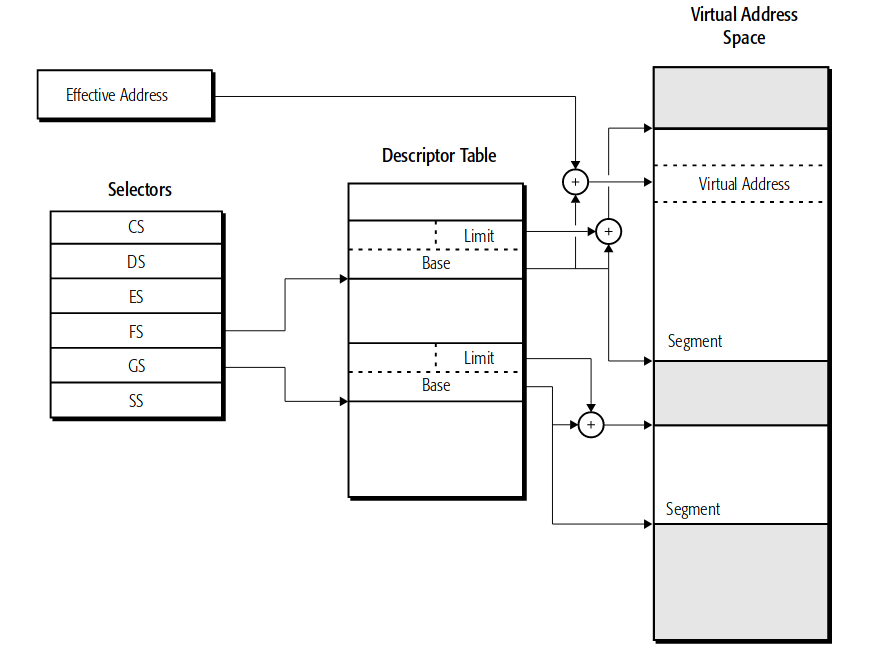 Virtual Address
Space
Effective Address
Descriptor Table
Selectors
CS
DS
ES
FS
GS
SS
Limit
Base
Limit
Base
+
+
+
Virtual Address
Segment
Segment